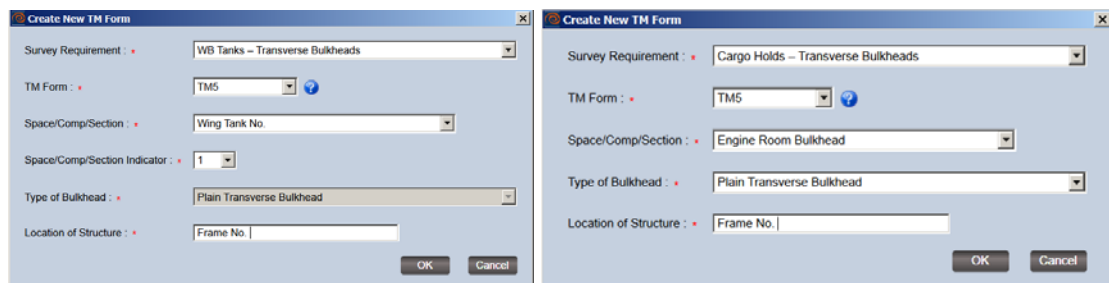 Create New TM Form
Survey Requirement : * WB Tanks – Transverse Bulkheads
TM Form : * TM5
Space/Comp/Section : * Wing Tank No.
Space/Comp/Section Indicator : * 1
Type of Bulkhead : * Plain Transverse Bulkhead
Location of Structure : * Frame No.
OK Cancel
Create New TM Form
Survey Requirement : * Cargo Holds – Transverse Bulkheads
TM Form : * TM5
Space/Comp/Section : * Engine Room Bulkhead
Type of Bulkhead : * Plain Transverse Bulkhead
Location of Structure : * Frame No.
OK Cancel